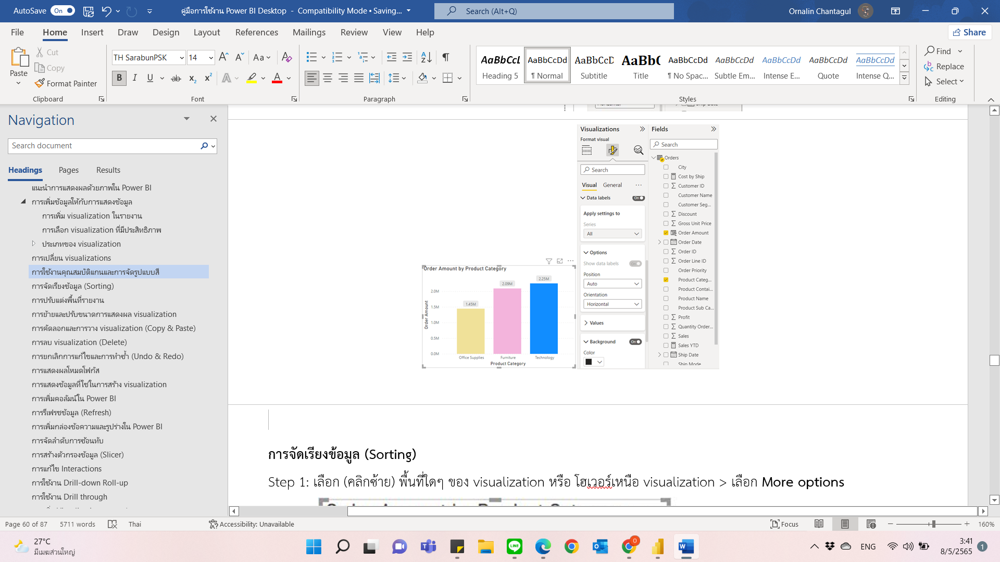 AutoSave On คู่มือการใช้งาน Power BI Desktop - Compatibility Mode • Saving... Search (Alt+Q) Ornalin Chantagul
File Home Insert Draw Design Layout References Mailings Review View Help Share
Paste Cut Copy Format Painter Clipboard
TH SarabunPSK 14 Aa
B I U ab x₂ x² A A Font
Paragraph
AaBbCcL AaBbCcDd AaBbCcD AaBb( AaBbCcDd AaBbCcDd AaBbCcDd AaBbCcDd AaBbCcDd
Heading 5 ¶ Normal Subtitle Title ¶ No Spac... Subtle Em... Intense E... Quote Intense Q...
Styles
Find
Replace
Select
Editing
Navigation
Search document
Headings Pages Results
แนะนำการแสดงผลด้วยภาพใน Power BI
การเพิ่มข้อมูลให้กับการแสดงข้อมูล
การเพิ่ม visualization ในรายงาน
การเลือก visualization ที่มีประสิทธิภาพ
ประเภทของ visualization
การเปลี่ยน visualizations
การใช้งานคุณสมบัติแกนและการจัดรูปแบบสี
การจัดเรียงข้อมูล (Sorting)
การปรับแต่งพื้นที่รายงาน
การย้ายและปรับขนาดการแสดงผล visualization
การคัดลอกและการวาง visualization (Copy & Paste)
การลบ visualization (Delete)
การยกเลิกการแก้ไขและการทำซ้ำ (Undo & Redo)
การแสดงผลโหมดโฟกัส
การแสดงข้อมูลที่ใช้ในการสร้าง visualization
การเพิ่มคอลัมน์ใน Power BI
การรีเฟรชข้อมูล (Refresh)
การเพิ่มกล่องข้อความและรูปร่างใน Power BI
การจัดลำดับการซ้อนทับ
การสร้างตัวกรองข้อมูล (Slicer)
การแก้ไข Interactions
การใช้งาน Drill-down Roll-up
การใช้งาน Drill through
Order Amount by Product Category
2.25M
2.09M
1.45M
2.0M
1.5M
1.0M
0.5M
0.0M
Order Amount
Office Supplies Furniture Technology
Product Category
Visualizations
Format visual
Search
Visual General
Data labels On
Apply settings to
Series
All
Options
Show data labels On
Position
Auto
Orientation
Horizontal
Values
Background On
Color
Fields
Search
Orders
City
Cost by Ship
Customer ID
Customer Name
Customer Seg...
Discount
Gross Unit Price
Order Amount
Order Date
Order ID
Order Line ID
Order Priority
Product Categ...
Product Contai...
Product Name
Product Sub Ca...
Profit
Quantity Order...
Sales
Sales YTD
Ship Date
Ship Mode
การจัดเรียงข้อมูล (Sorting)
Step 1: เลือก (คลิกซ้าย) พื้นที่ใดๆ ของ visualization หรือ โฮเวอร์เหนือ visualization > เลือก More options
Page 60 of 87 5711 words Thai Accessibility: Unavailable Focus 160%
27°C
มีเมฆส่วนใหญ่
LINE
0
ENG
3:41
8/5/2565
1